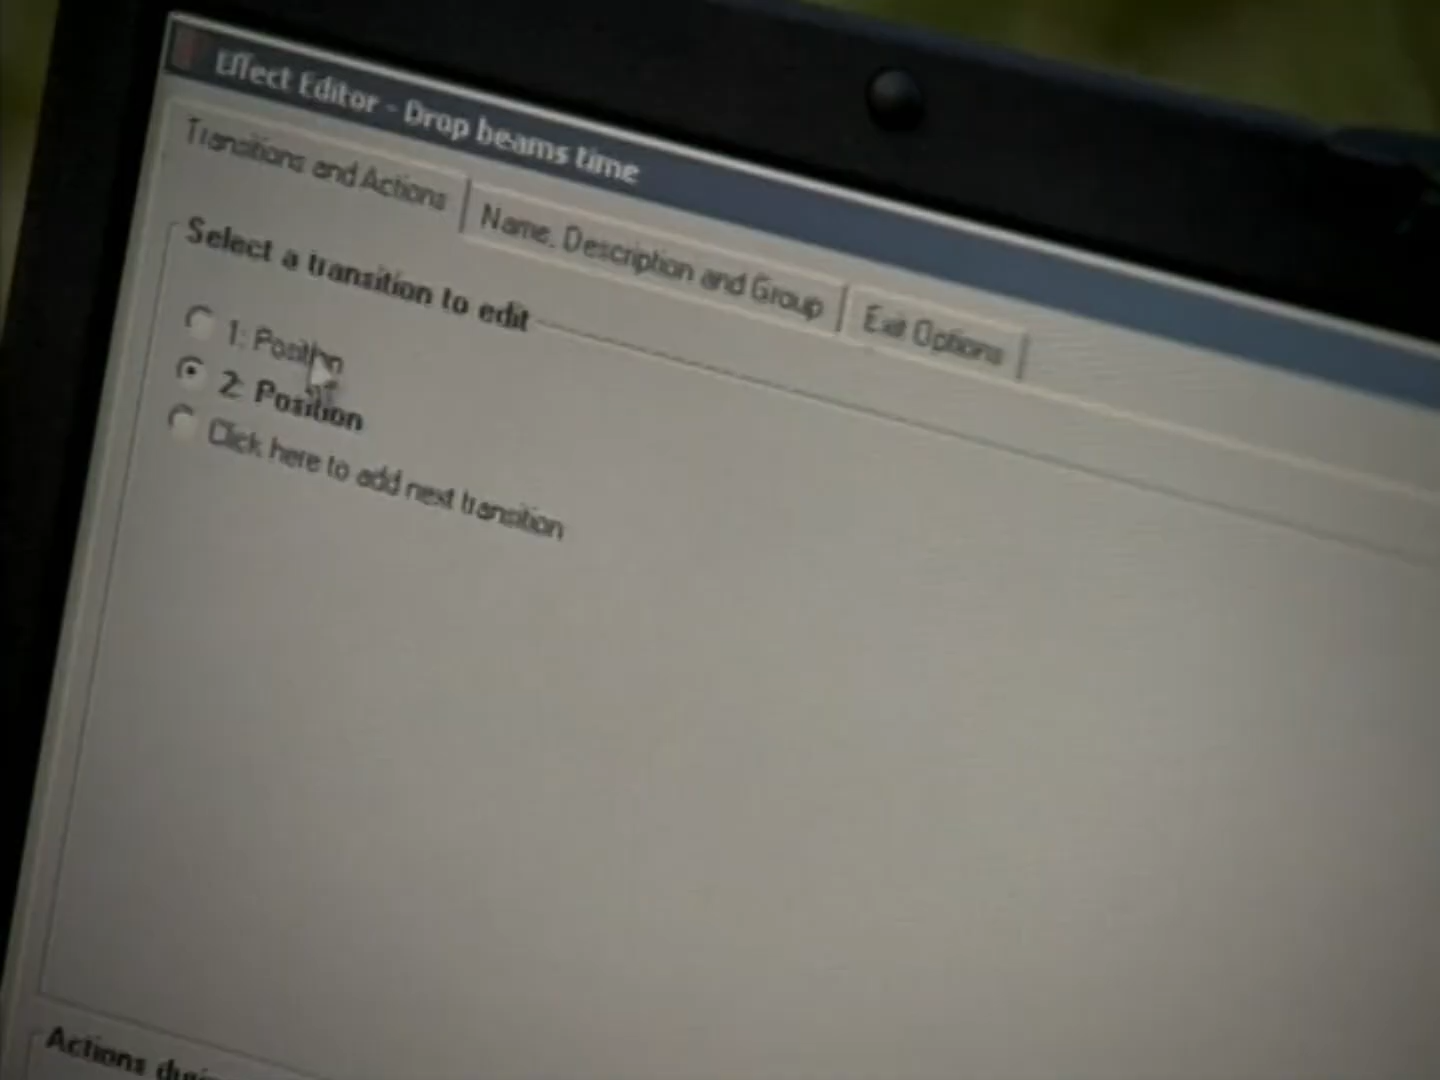 Effect Editor - Drop beams time
Transitions and Actions
Name, Description and Group
Exit Options
Select a transition to edit
1: Position
2: Position
Click here to add next transition
Actions